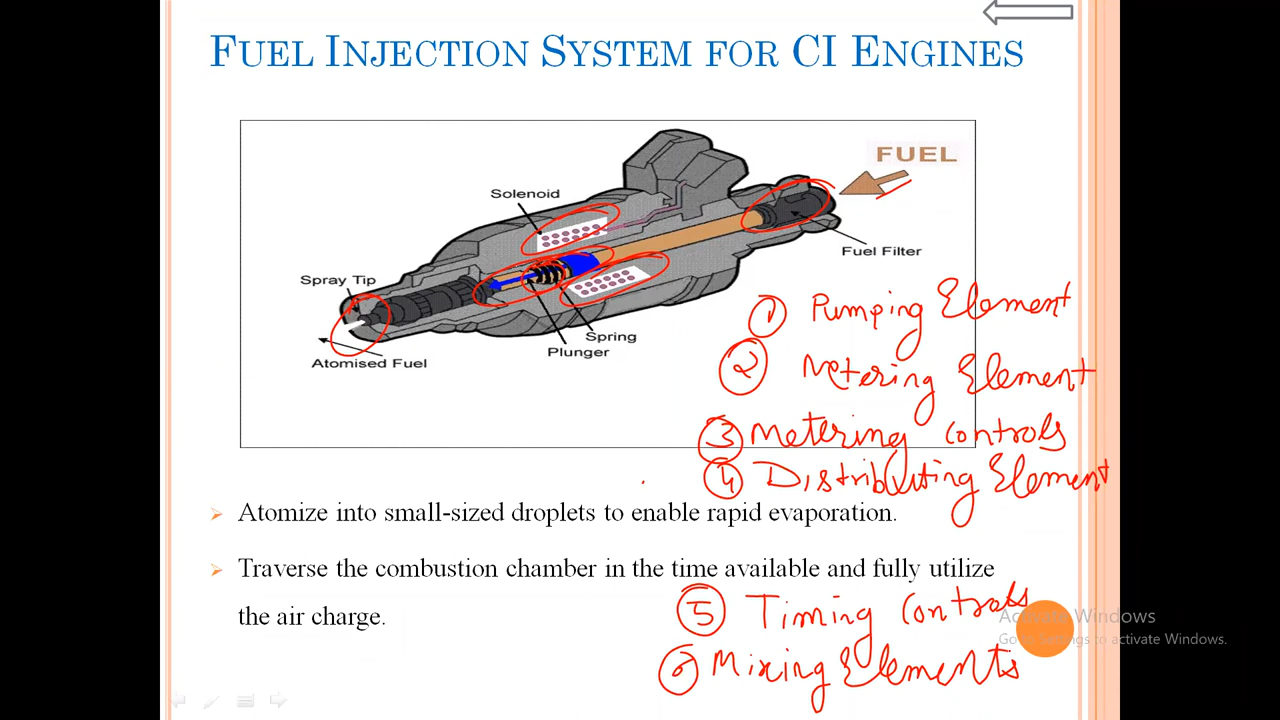 FUEL INJECTION SYSTEM FOR CI ENGINES
FUEL
Solenoid
Fuel Filter
Spray Tip
Spring
Plunger
Atomised Fuel
1 Pumping Element
2 Metering Element
3 Metering controls
4 Distributing Element
Atomize into small-sized droplets to enable rapid evaporation.
Traverse the combustion chamber in the time available and fully utilize
the air charge.
5 Timing controls
6 Mixing Elements
Activate Windows
Go to Settings to activate Windows.